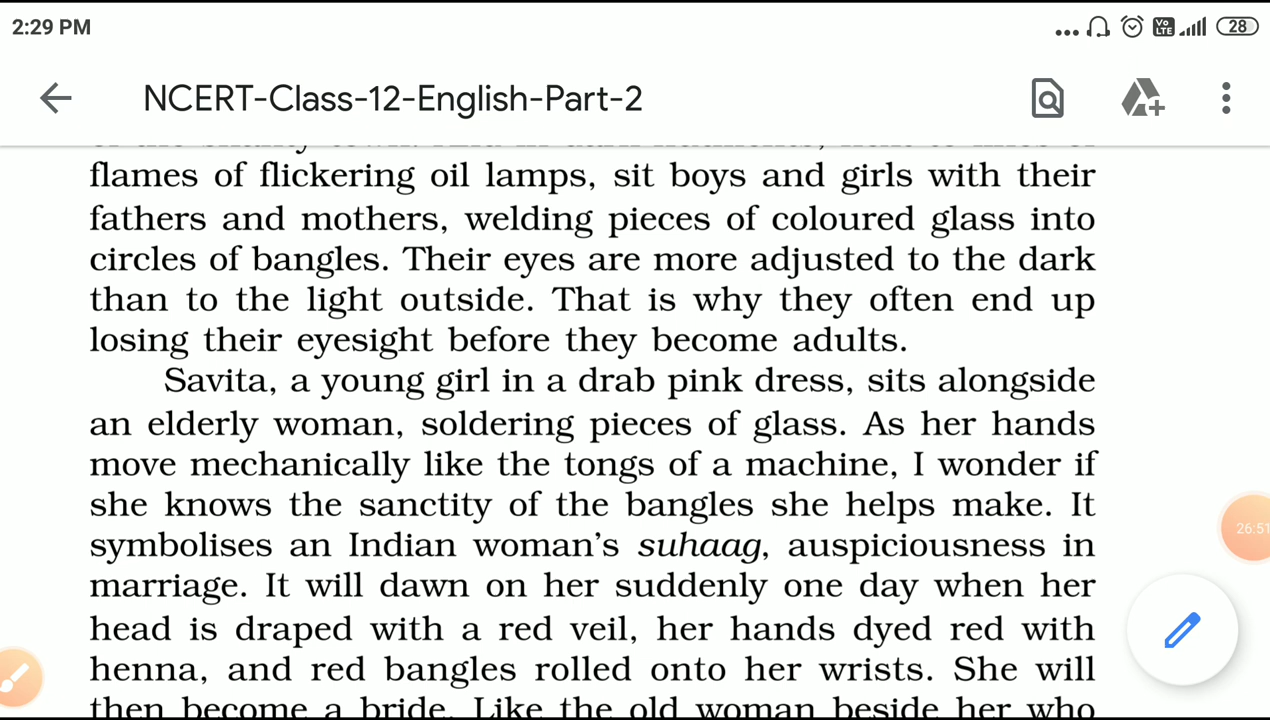 2:29 PM
Vo LTE
28
NCERT-Class-12-English-Part-2
flames of flickering oil lamps, sit boys and girls with their
fathers and mothers, welding pieces of coloured glass into
circles of bangles. Their eyes are more adjusted to the dark
than to the light outside. That is why they often end up
losing their eyesight before they become adults.
Savita, a young girl in a drab pink dress, sits alongside
an elderly woman, soldering pieces of glass. As her hands
move mechanically like the tongs of a machine, I wonder if
she knows the sanctity of the bangles she helps make. It
symbolises an Indian woman's suhaag, auspiciousness in
26:51
marriage. It will dawn on her suddenly one day when her
head is draped with a red veil, her hands dyed red with
henna, and red bangles rolled onto her wrists. She will
then become a bride. Like the old woman beside her who